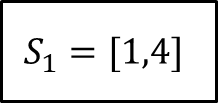 S₁ = [1,4]